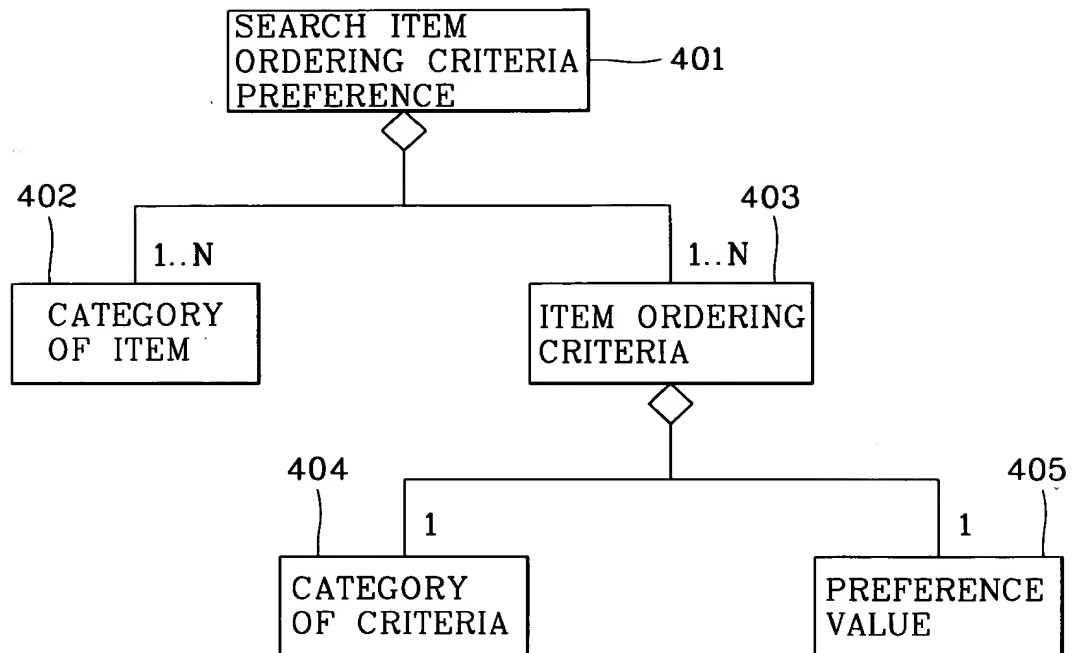 SEARCH ITEM
ORDERING CRITERIA
PREFERENCE
401
402
403
1..N
1..N
CATEGORY
OF ITEM
ITEM ORDERING
CRITERIA
404
405
1
1
CATEGORY
OF CRITERIA
PREFERENCE
VALUE